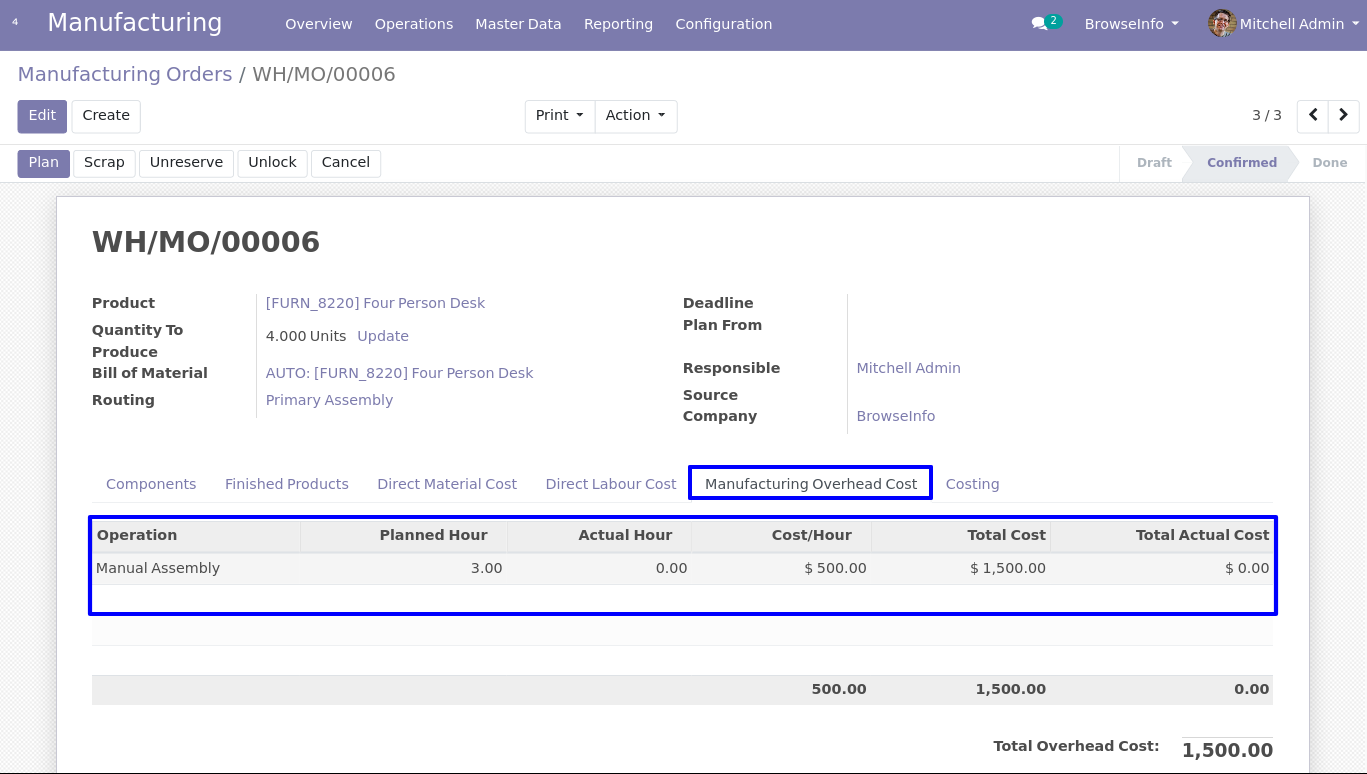 4 Manufacturing Overview Operations Master Data Reporting Configuration 2 BrowseInfo Mitchell Admin
Manufacturing Orders / WH/MO/00006
Edit Create Print Action 3 / 3
Plan Scrap Unreserve Unlock Cancel Draft Confirmed Done
WH/MO/00006
Product [FURN_8220] Four Person Desk
Quantity To Produce 4.000 Units Update
Bill of Material AUTO: [FURN_8220] Four Person Desk
Routing Primary Assembly
Deadline
Plan From
Responsible Mitchell Admin
Source
Company BrowseInfo
Components Finished Products Direct Material Cost Direct Labour Cost Manufacturing Overhead Cost Costing
Operation Planned Hour Actual Hour Cost/Hour Total Cost Total Actual Cost
Manual Assembly 3.00 0.00 $ 500.00 $ 1,500.00 $ 0.00
500.00 1,500.00 0.00
Total Overhead Cost: 1,500.00